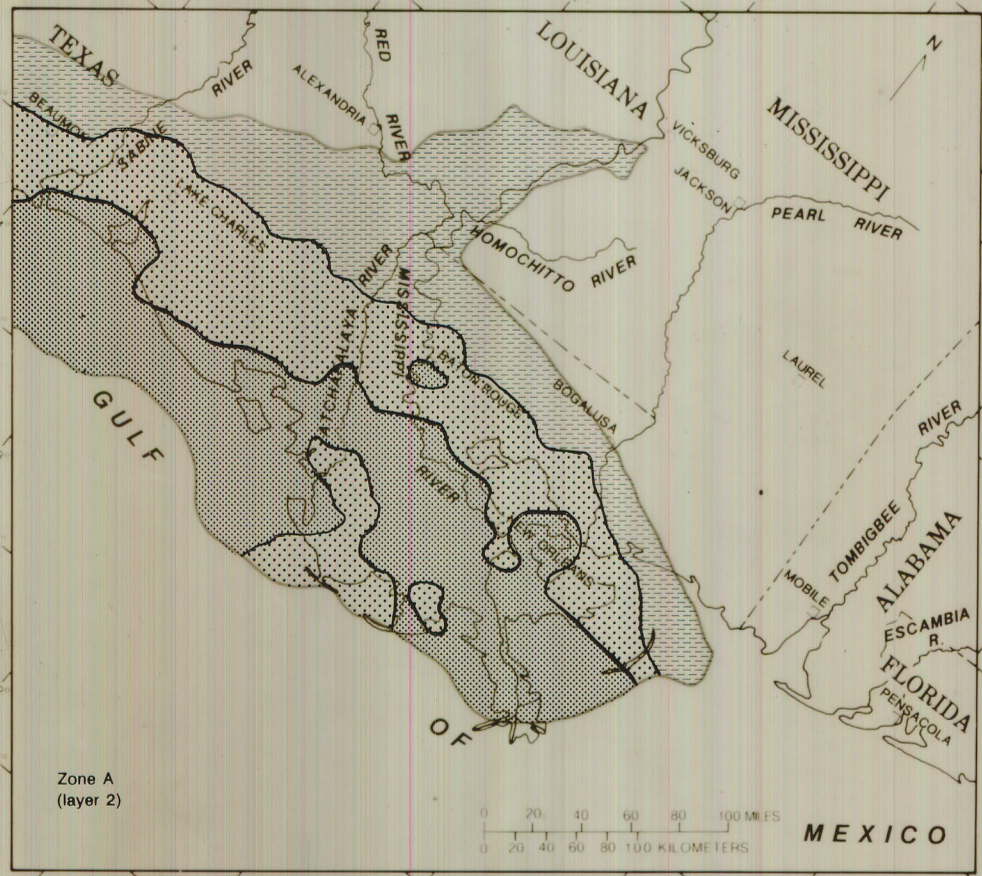 TEXAS
RED
RIVER
LOUISIANA
N
RIVER
ALEXANDRIA
MISSISSIPPI
BEAUMON
SABINE
VICKSBURG
JACKSON
LAKE CHARLES
PEARL RIVER
HOMOCHITTO RIVER
RIVER
MISSISSIPPI
ATCHAFALAYA
BATON ROUGE
LAUREL
BOGALUSA
GULF
RIVER
RIVER
NEW ORLEANS
TOMBIGBEE
ALABAMA
MOBILE
ESCAMBIA
R.
FLORIDA
PENSACOLA
OF
Zone A
(layer 2)
0 20 40 60 80 100 MILES
0 20 40 60 80 100 KILOMETERS
MEXICO